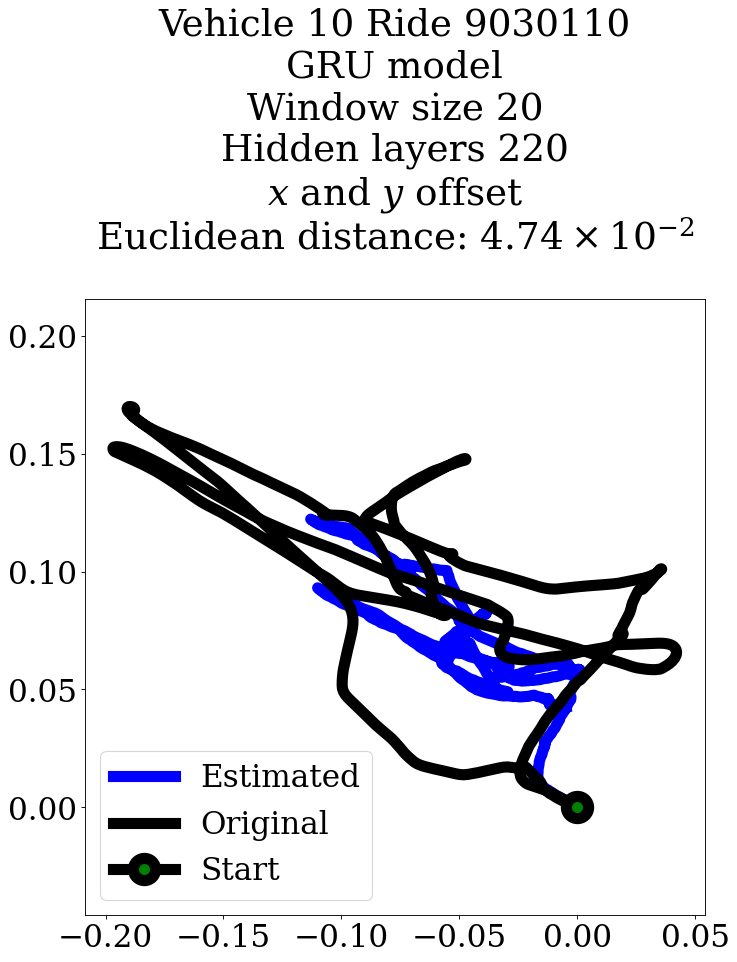 Vehicle 10 Ride 9030110
GRU model
Window size 20
Hidden layers 220
x and y offset
Euclidean distance: 4.74 × 10⁻²
0.20
0.15
0.10
0.05
0.00
Estimated
Original
Start
−0.20 −0.15 −0.10 −0.05 0.00 0.05